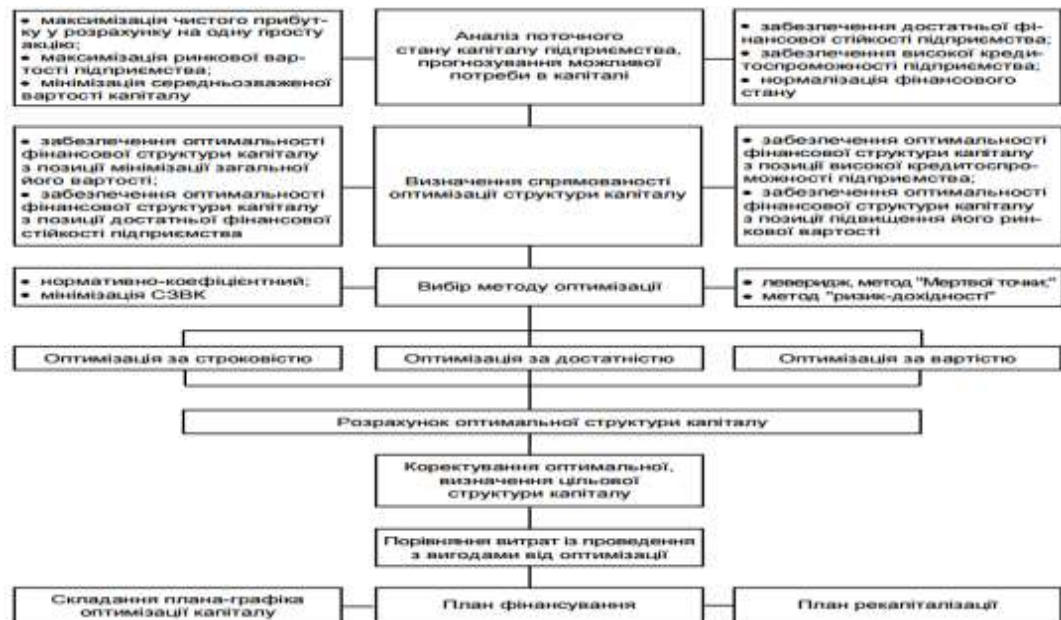 • максимізація чистого прибут-
ку у розрахунку на одну просту
акцію;
• максимізація ринкової вар-
тості підприємства;
• мінімізація середньозваженої
вартості капіталу
Аналіз поточного
стану капіталу підприємства,
прогнозування можливої
потреби в капіталі
• забезпечення достатньої фі-
нансової стійкості підприємства;
• забезпечення високої креди-
тоспроможності підприємства;
• нормалізація фінансового
стану
• забезпечення оптимальності
фінансової структури капіталу
з позиції мінімізації загальної
його вартості;
• забезпечення оптимальності
фінансової структури капіталу
з позиції достатньої фінансової
стійкості підприємства
Визначення спрямованості
оптимізації структури капіталу
• забезпечення оптимальності
фінансової структури капіталу
з позиції високої кредитоспро-
можності підприємства;
• забезпечення оптимальності
фінансової структури капіталу
з позиції підвищення його рин-
кової вартості
• нормативно-коефіцієнтний;
• мінімізація СЗВК
Вибір методу оптимізації
• леверидж, метод "Мертвої точки;"
• метод "ризик-дохідності"
Оптимізація за строковістю
Оптимізація за достатністю
Оптимізація за вартістю
Розрахунок оптимальної структури капіталу
Коректування оптимальної,
визначення цільової
структури капіталу
Порівняння витрат із проведення
з вигодами від оптимізації
Складання плана-графіка
оптимізації капіталу
План фінансування
План рекапіталізації